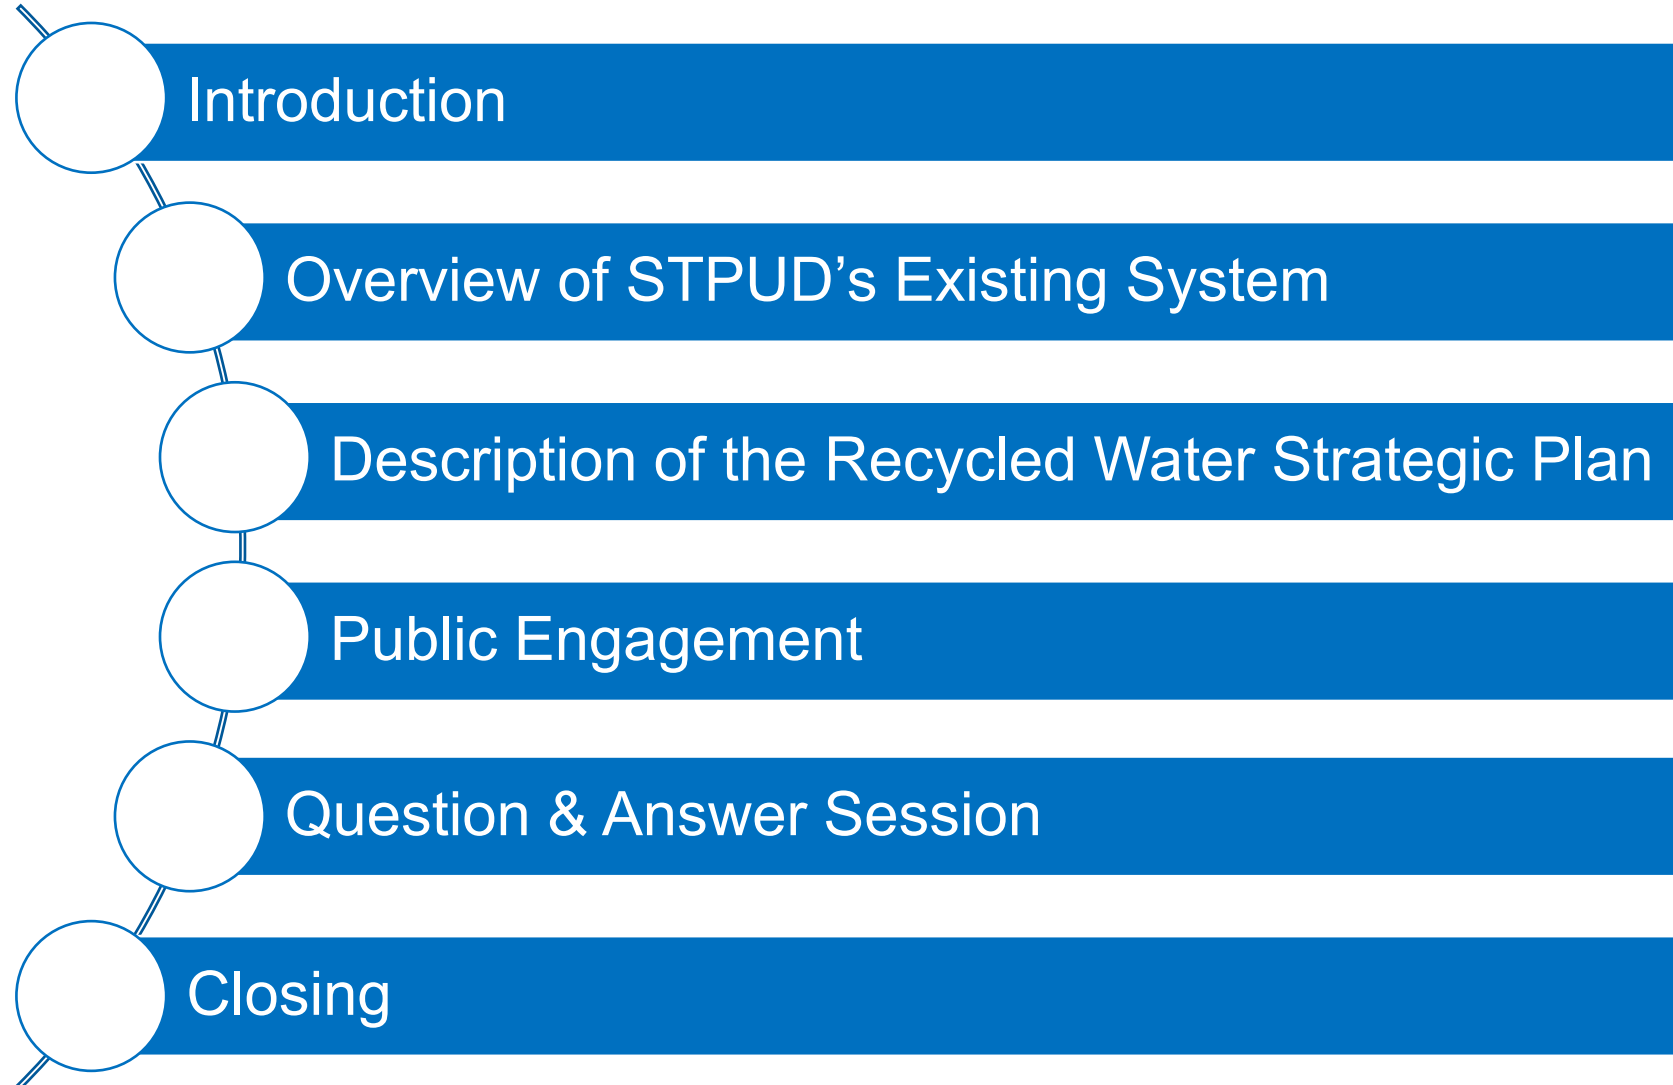 Introduction
Overview of STPUD’s Existing System
Description of the Recycled Water Strategic Plan
Public Engagement
Question & Answer Session
Closing